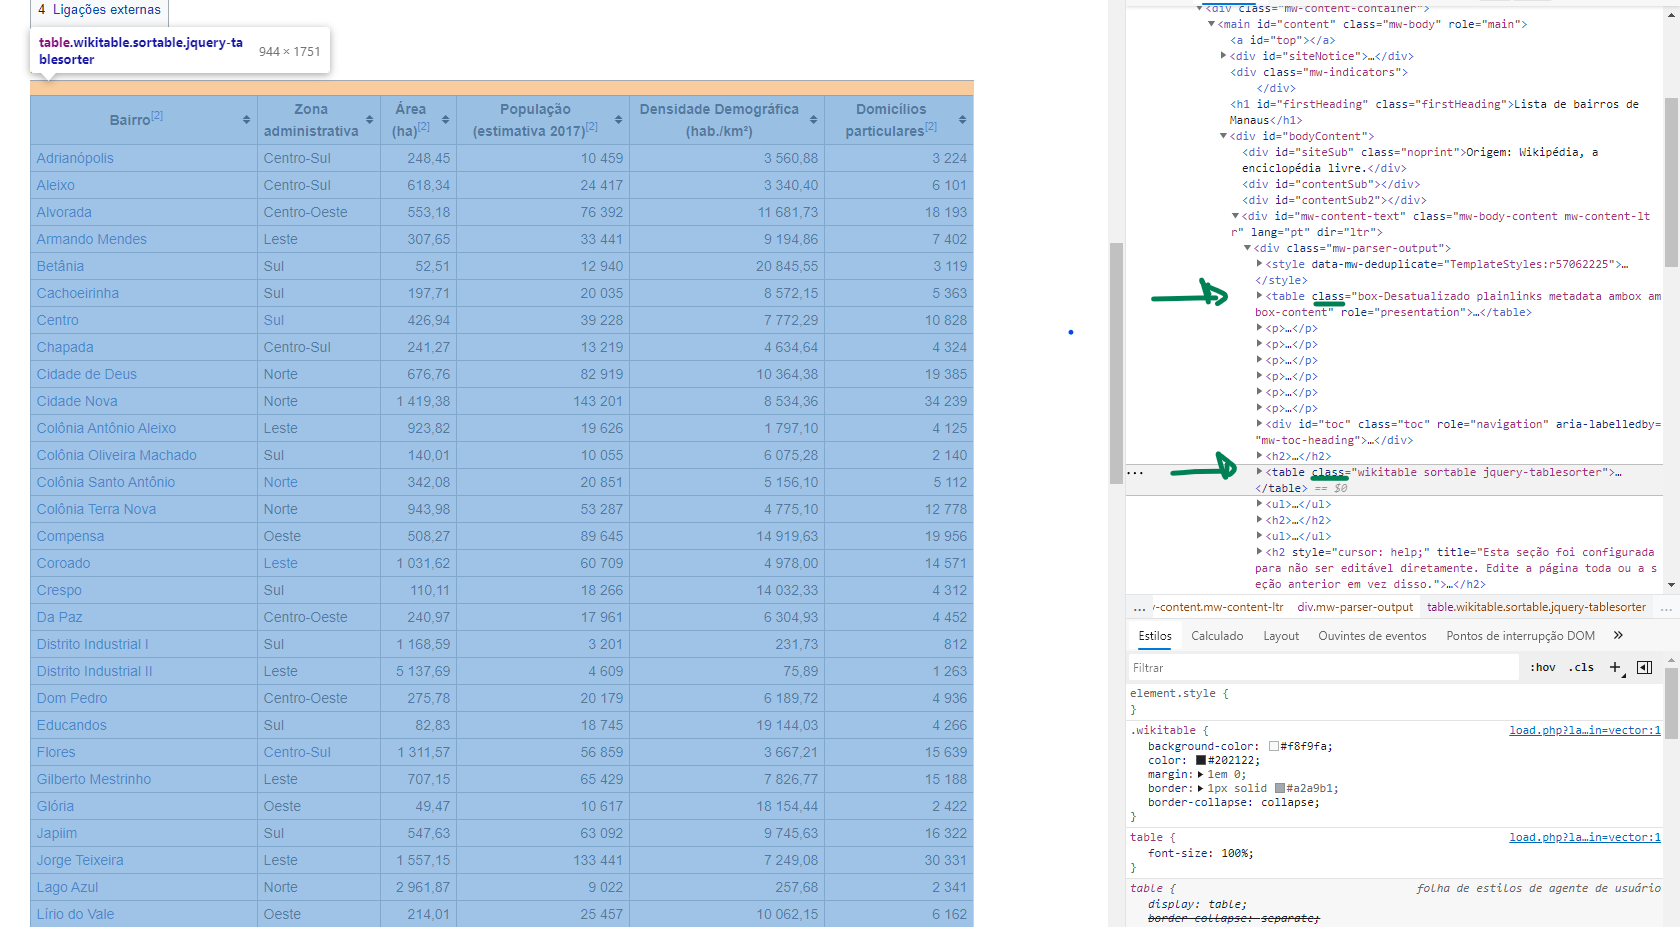 4 Ligações externas
table.wikitable.sortable.jquery-ta
blesorter
944 × 1751
Bairro[2] Zona administrativa Área (ha)[2] População (estimativa 2017)[2] Densidade Demográfica (hab./km²) Domicílios particulares[2]
Adrianópolis Centro-Sul 248,45 10 459 3 560,88 3 224
Aleixo Centro-Sul 618,34 24 417 3 340,40 6 101
Alvorada Centro-Oeste 553,18 76 392 11 681,73 18 193
Armando Mendes Leste 307,65 33 441 9 194,86 7 402
Betânia Sul 52,51 12 940 20 845,55 3 119
Cachoeirinha Sul 197,71 20 035 8 572,15 5 363
Centro Sul 426,94 39 228 7 772,29 10 828
Chapada Centro-Sul 241,27 13 219 4 634,64 4 324
Cidade de Deus Norte 676,76 82 919 10 364,38 19 385
Cidade Nova Norte 1 419,38 143 201 8 534,36 34 239
Colônia Antônio Aleixo Leste 923,82 19 626 1 797,10 4 125
Colônia Oliveira Machado Sul 140,01 10 055 6 075,28 2 140
Colônia Santo Antônio Norte 342,08 20 851 5 156,10 5 112
Colônia Terra Nova Norte 943,98 53 287 4 775,10 12 778
Compensa Oeste 508,27 89 645 14 919,63 19 956
Coroado Leste 1 031,62 60 709 4 978,00 14 571
Crespo Sul 110,11 18 266 14 032,33 4 312
Da Paz Centro-Oeste 240,97 17 961 6 304,93 4 452
Distrito Industrial I Sul 1 168,59 3 201 231,73 812
Distrito Industrial II Leste 5 137,69 4 609 75,89 1 263
Dom Pedro Centro-Oeste 275,78 20 179 6 189,72 4 936
Educandos Sul 82,83 18 745 19 144,03 4 266
Flores Centro-Sul 1 311,57 56 859 3 667,21 15 639
Gilberto Mestrinho Leste 707,15 65 429 7 826,77 15 188
Glória Oeste 49,47 10 617 18 154,44 2 422
Japiim Sul 547,63 63 092 9 745,63 16 322
Jorge Teixeira Leste 1 557,15 133 441 7 249,08 30 331
Lago Azul Norte 2 961,87 9 022 257,68 2 341
Lírio do Vale Oeste 214,01 25 457 10 062,15 6 162
<div class="mw-content-container">
<main id="content" class="mw-body" role="main">
<a id="top"></a>
<div id="siteNotice">…</div>
<div class="mw-indicators">
</div>
<h1 id="firstHeading" class="firstHeading">Lista de bairros de
Manaus</h1>
<div id="bodyContent">
<div id="siteSub" class="noprint">Origem: Wikipédia, a
enciclopédia livre.</div>
<div id="contentSub"></div>
<div id="contentSub2"></div>
<div id="mw-content-text" class="mw-body-content mw-content-lt
r" lang="pt" dir="ltr">
<div class="mw-parser-output">
<style data-mw-deduplicate="TemplateStyles:r57062225">…
</style>
<table class="box-Desatualizado plainlinks metadata ambox am
box-content" role="presentation">…</table>
<p>…</p>
<p>…</p>
<p>…</p>
<p>…</p>
<p>…</p>
<p>…</p>
<div id="toc" class="toc" role="navigation" aria-labelledby=
"mw-toc-heading">…</div>
<h2>…</h2>
<table class="wikitable sortable jquery-tablesorter">…
</table> == $0
<ul>…</ul>
<h2>…</h2>
<ul>…</ul>
<h2 style="cursor: help;" title="Esta seção foi configurada
para não ser editável diretamente. Edite a página toda ou a s
eção anterior em vez disso.">…</h2>
… -content.mw-content-ltr div.mw-parser-output table.wikitable.sortable.jquery-tablesorter …
Estilos Calculado Layout Ouvintes de eventos Pontos de interrupção DOM »
Filtrar :hov .cls +
element.style {
}
.wikitable { load.php?la…in=vector:1
background-color: #f8f9fa;
color: #202122;
margin: 1em 0;
border: 1px solid #a2a9b1;
border-collapse: collapse;
}
table { load.php?la…in=vector:1
font-size: 100%;
}
table { folha de estilos de agente de usuário
display: table;
border-collapse: separate;